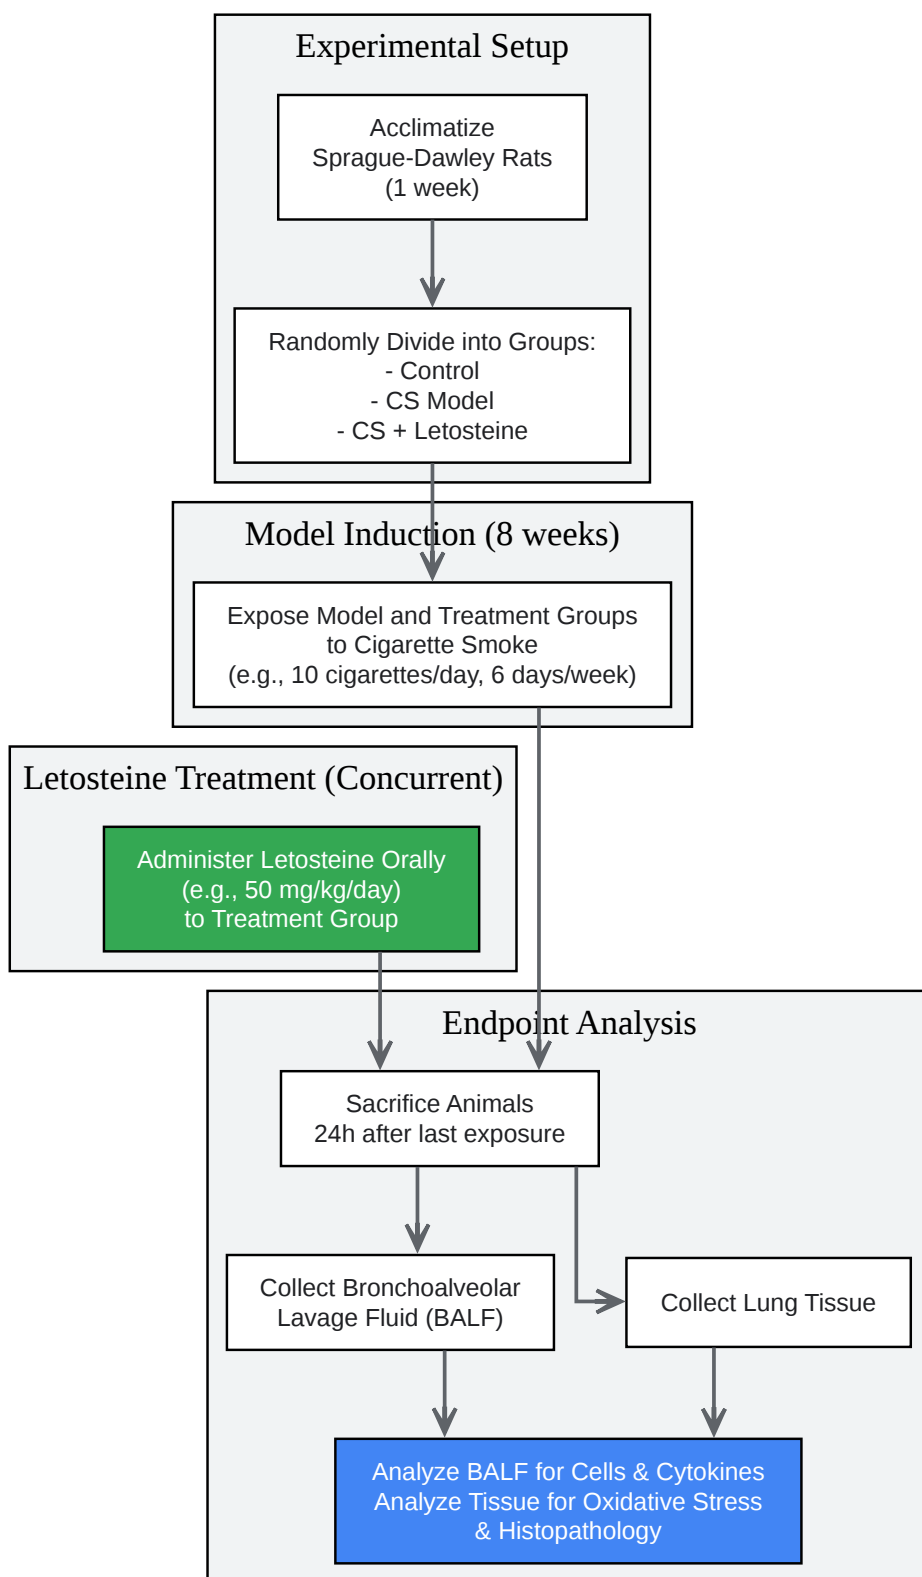 Experimental Setup
Acclimatize
Sprague-Dawley Rats
(1 week)
Randomly Divide into Groups:
- Control
- CS Model
- CS + Letosteine
Model Induction (8 weeks)
Expose Model and Treatment Groups
to Cigarette Smoke
(e.g., 10 cigarettes/day, 6 days/week)
Letosteine Treatment (Concurrent)
Administer Letosteine Orally
(e.g., 50 mg/kg/day)
to Treatment Group
Endpoint Analysis
Sacrifice Animals
24h after last exposure
Collect Bronchoalveolar
Lavage Fluid (BALF)
Collect Lung Tissue
Analyze BALF for Cells & Cytokines
Analyze Tissue for Oxidative Stress
& Histopathology